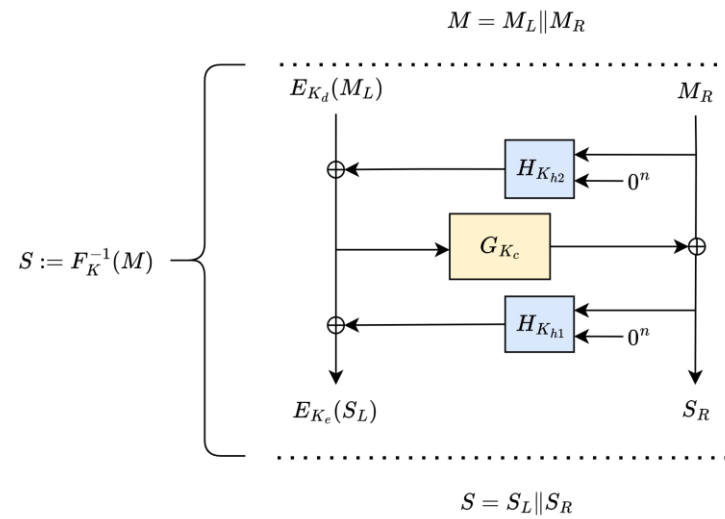 M = M_L∥M_R
E_{K_d}(M_L)
M_R
H_{K_{h2}}
0^n
S := F_K^{-1}(M)
G_{K_c}
H_{K_{h1}}
0^n
E_{K_e}(S_L)
S_R
S = S_L∥S_R